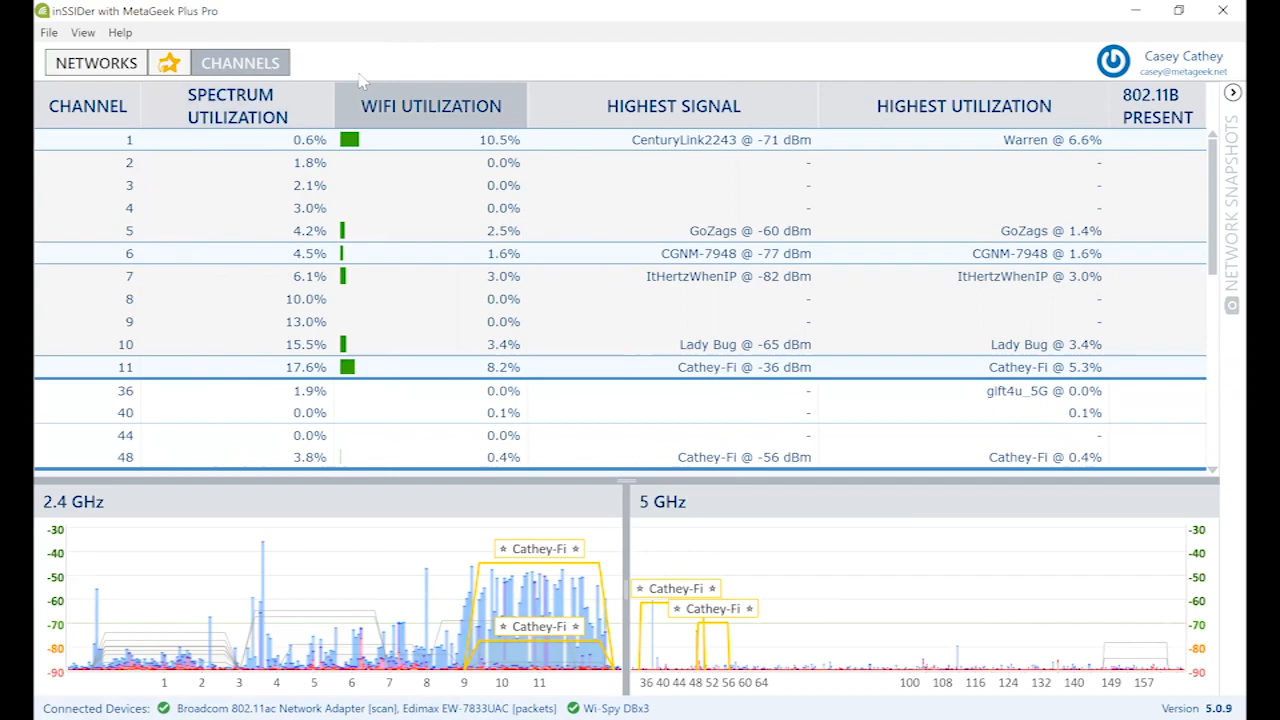 inSSIDer with MetaGeek Plus Pro
File View Help
NETWORKS CHANNELS
Casey Cathey
casey@metageek.net
CHANNEL SPECTRUM UTILIZATION WIFI UTILIZATION HIGHEST SIGNAL HIGHEST UTILIZATION 802.11B PRESENT
1 0.6% 10.5% CenturyLink2243 @ -71 dBm Warren @ 6.6%
2 1.8% 0.0% - -
3 2.1% 0.0% - -
4 3.0% 0.0% - -
5 4.2% 2.5% GoZags @ -60 dBm GoZags @ 1.4%
6 4.5% 1.6% CGNM-7948 @ -77 dBm CGNM-7948 @ 1.6%
7 6.1% 3.0% ItHertzWhenIP @ -82 dBm ItHertzWhenIP @ 3.0%
8 10.0% 0.0% - -
9 13.0% 0.0% - -
10 15.5% 3.4% Lady Bug @ -65 dBm Lady Bug @ 3.4%
11 17.6% 8.2% Cathey-Fi @ -36 dBm Cathey-Fi @ 5.3%
36 1.9% 0.0% - gift4u_5G @ 0.0%
40 0.0% 0.1% - 0.1%
44 0.0% 0.0% - -
48 3.8% 0.4% Cathey-Fi @ -56 dBm Cathey-Fi @ 0.4%
NETWORK SNAPSHOTS
2.4 GHz
-30
-40
-50
-60
-70
-80
-90
Cathey-Fi
Cathey-Fi
1 2 3 4 5 6 7 8 9 10 11
5 GHz
Cathey-Fi
Cathey-Fi
-30
-40
-50
-60
-70
-80
-90
36 40 44 48 52 56 60 64 100 108 116 124 132 140 149 157
Connected Devices: Broadcom 802.11ac Network Adapter [scan], Edimax EW-7833UAC [packets] Wi-Spy DBx3 Version 5.0.9